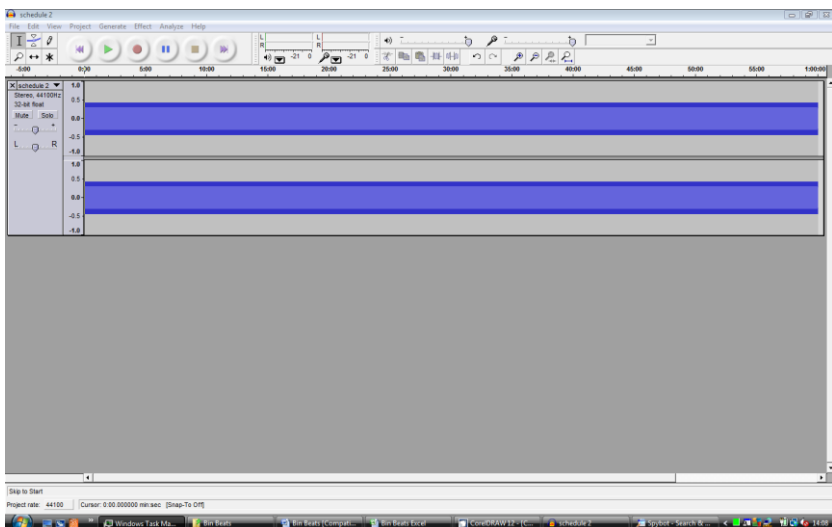 schedule 2
File Edit View Project Generate Effect Analyze Help
L
R
L
R
-21 0
-21 0
-5:00 0:00 5:00 10:00 15:00 20:00 25:00 30:00 35:00 40:00 45:00 50:00 55:00 1:00:00
X schedule 2
Stereo, 44100Hz
32-bit float
Mute Solo
- +
L R
1.0
0.5
0.0
-0.5
-1.0
1.0
0.5
0.0
-0.5
-1.0
Skip to Start
Project rate: 44100 Cursor: 0:00.000000 min:sec [Snap-To Off]
Windows Task Ma... Bin Beats Bin Beats [Compati... Bin Beats Excel CorelDRAW 12 - [C... schedule 2 Spybot - Search & ...